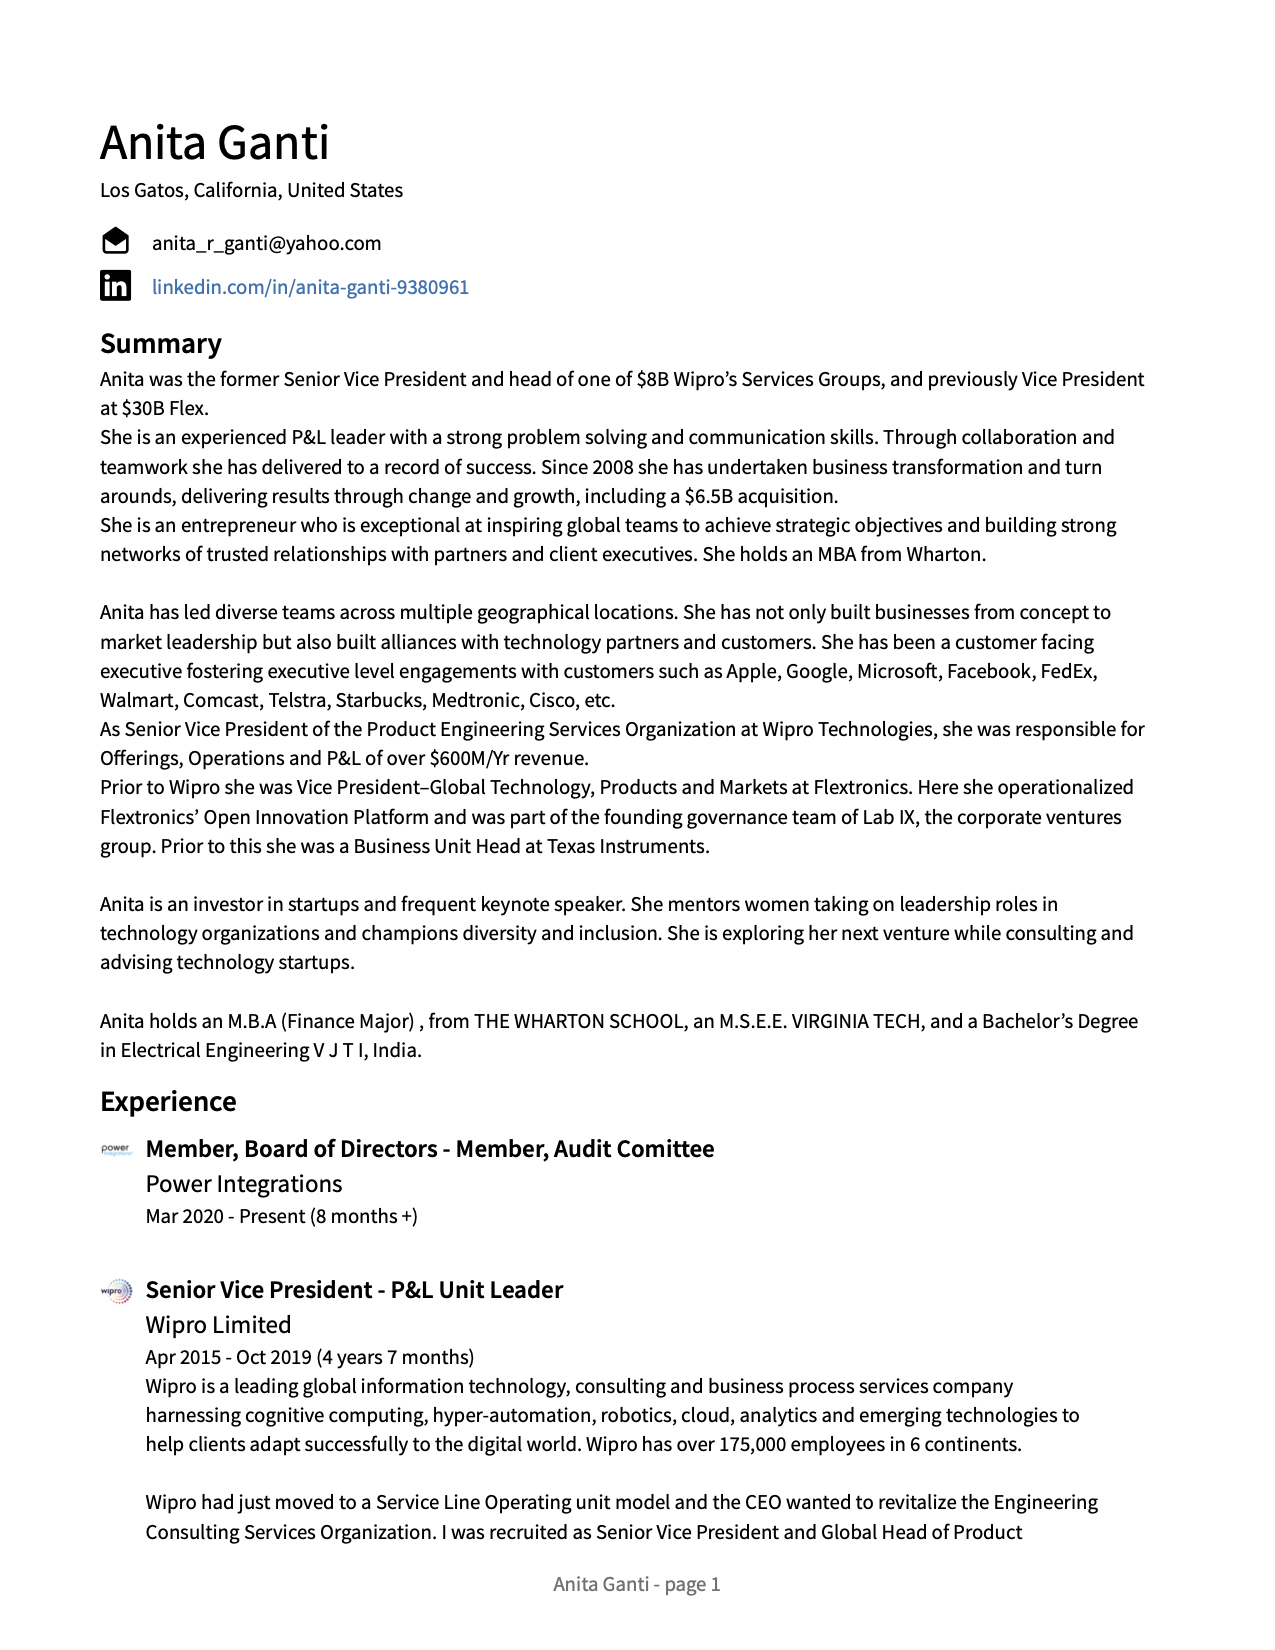 Anita Ganti
Los Gatos, California, United States
anita_r_ganti@yahoo.com
in linkedin.com/in/anita-ganti-9380961
Summary
Anita was the former Senior Vice President and head of one of $8B Wipro’s Services Groups, and previously Vice President
at $30B Flex.
She is an experienced P&L leader with a strong problem solving and communication skills. Through collaboration and
teamwork she has delivered to a record of success. Since 2008 she has undertaken business transformation and turn
arounds, delivering results through change and growth, including a $6.5B acquisition.
She is an entrepreneur who is exceptional at inspiring global teams to achieve strategic objectives and building strong
networks of trusted relationships with partners and client executives. She holds an MBA from Wharton.
Anita has led diverse teams across multiple geographical locations. She has not only built businesses from concept to
market leadership but also built alliances with technology partners and customers. She has been a customer facing
executive fostering executive level engagements with customers such as Apple, Google, Microsoft, Facebook, FedEx,
Walmart, Comcast, Telstra, Starbucks, Medtronic, Cisco, etc.
As Senior Vice President of the Product Engineering Services Organization at Wipro Technologies, she was responsible for
Offerings, Operations and P&L of over $600M/Yr revenue.
Prior to Wipro she was Vice President–Global Technology, Products and Markets at Flextronics. Here she operationalized
Flextronics’ Open Innovation Platform and was part of the founding governance team of Lab IX, the corporate ventures
group. Prior to this she was a Business Unit Head at Texas Instruments.
Anita is an investor in startups and frequent keynote speaker. She mentors women taking on leadership roles in
technology organizations and champions diversity and inclusion. She is exploring her next venture while consulting and
advising technology startups.
Anita holds an M.B.A (Finance Major) , from THE WHARTON SCHOOL, an M.S.E.E. VIRGINIA TECH, and a Bachelor’s Degree
in Electrical Engineering V J T I, India.
Experience
power Member, Board of Directors - Member, Audit Comittee
Power Integrations
Mar 2020 - Present (8 months +)
wipro Senior Vice President - P&L Unit Leader
Wipro Limited
Apr 2015 - Oct 2019 (4 years 7 months)
Wipro is a leading global information technology, consulting and business process services company
harnessing cognitive computing, hyper-automation, robotics, cloud, analytics and emerging technologies to
help clients adapt successfully to the digital world. Wipro has over 175,000 employees in 6 continents.
Wipro had just moved to a Service Line Operating unit model and the CEO wanted to revitalize the Engineering
Consulting Services Organization. I was recruited as Senior Vice President and Global Head of Product
Anita Ganti - page 1